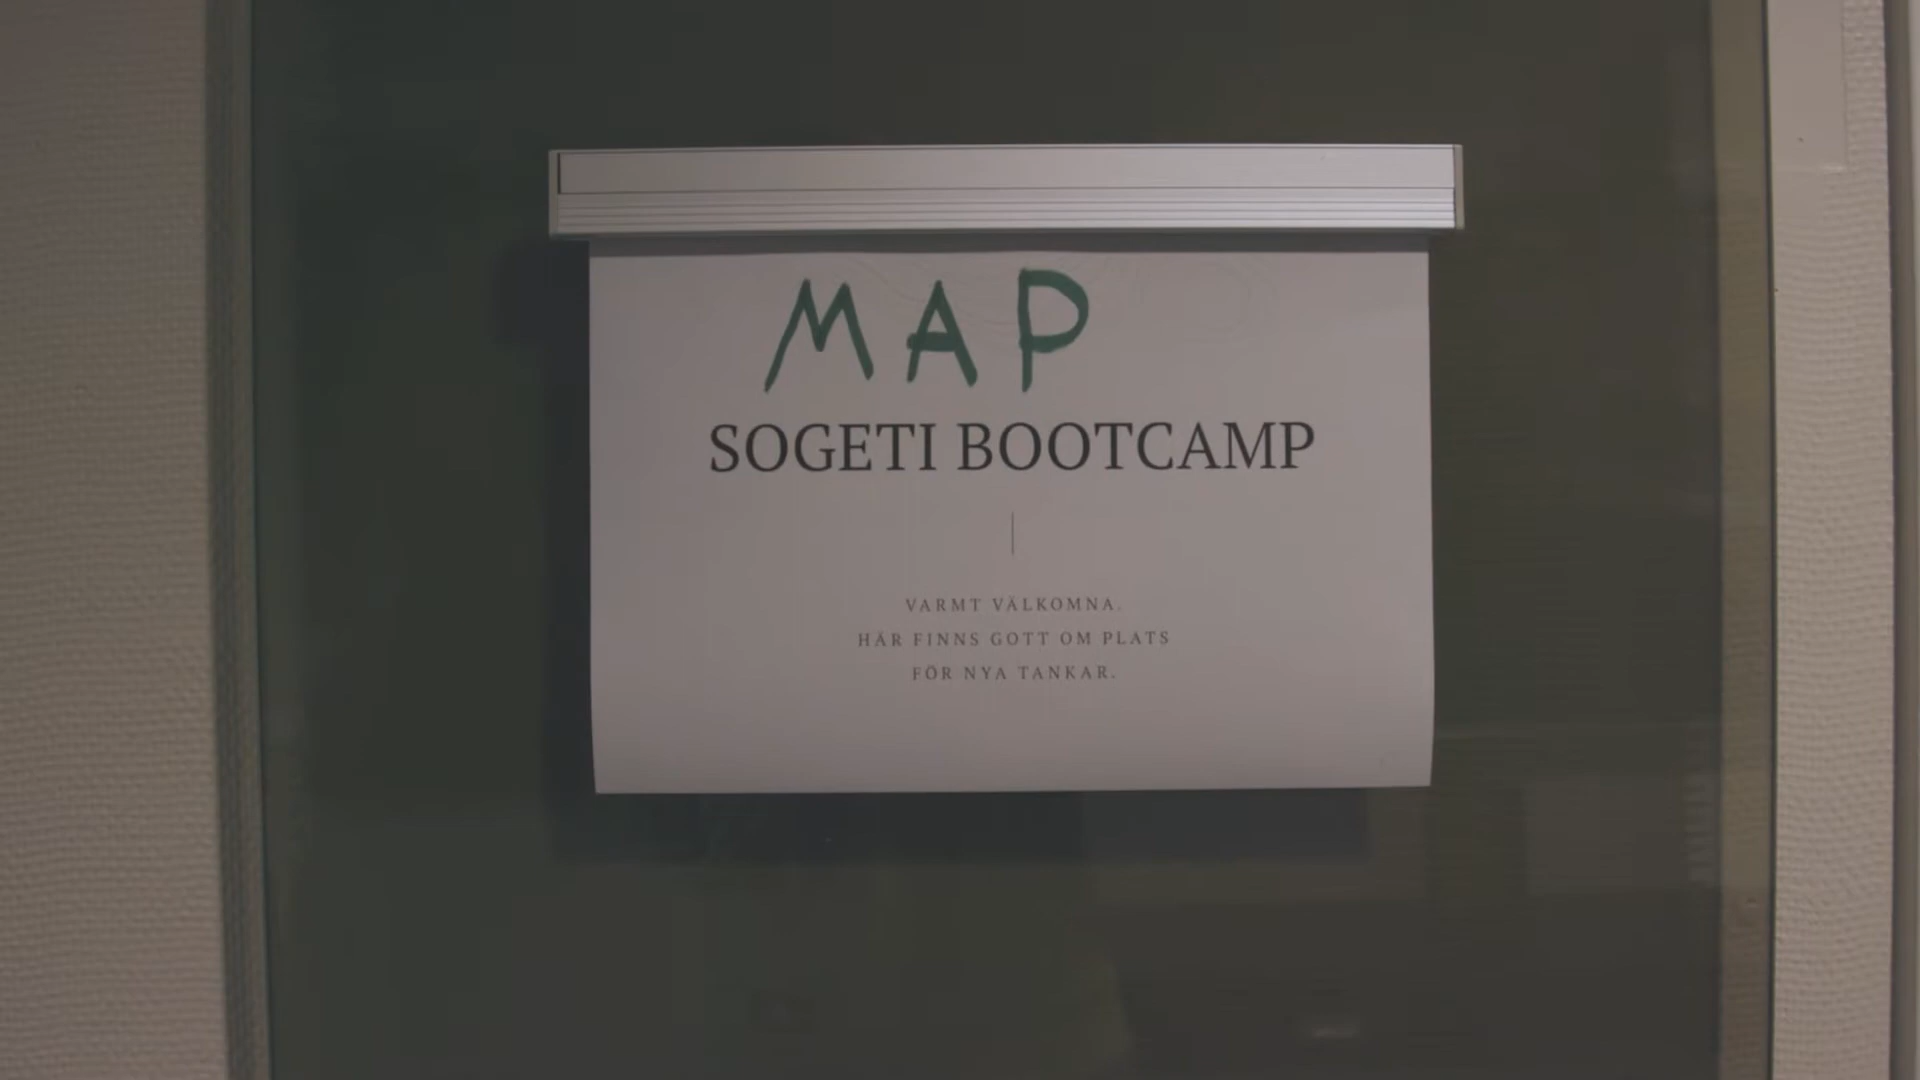 MAP
SOGETI BOOTCAMP
VARMT VÄLKOMNA.
HÄR FINNS GOTT OM PLATS
FÖR NYA TANKAR.